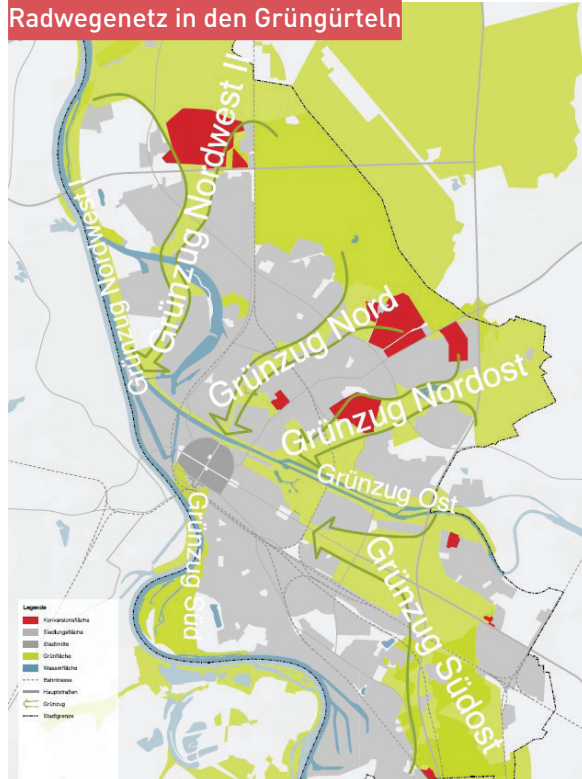 Radwegenetz in den Grüngürteln
Grünzug Nordwest II
Grünzug Nordwest I
Grünzug Nord
Grünzug Nordost
Grünzug Ost
Grünzug Süd
Grünzug Südost
Legende
Konversionsfläche
Siedlungsfläche
Stadtmitte
Grünfläche
Wasserfläche
Bahntrasse
Hauptstraßen
Grünzug
Stadtgrenze